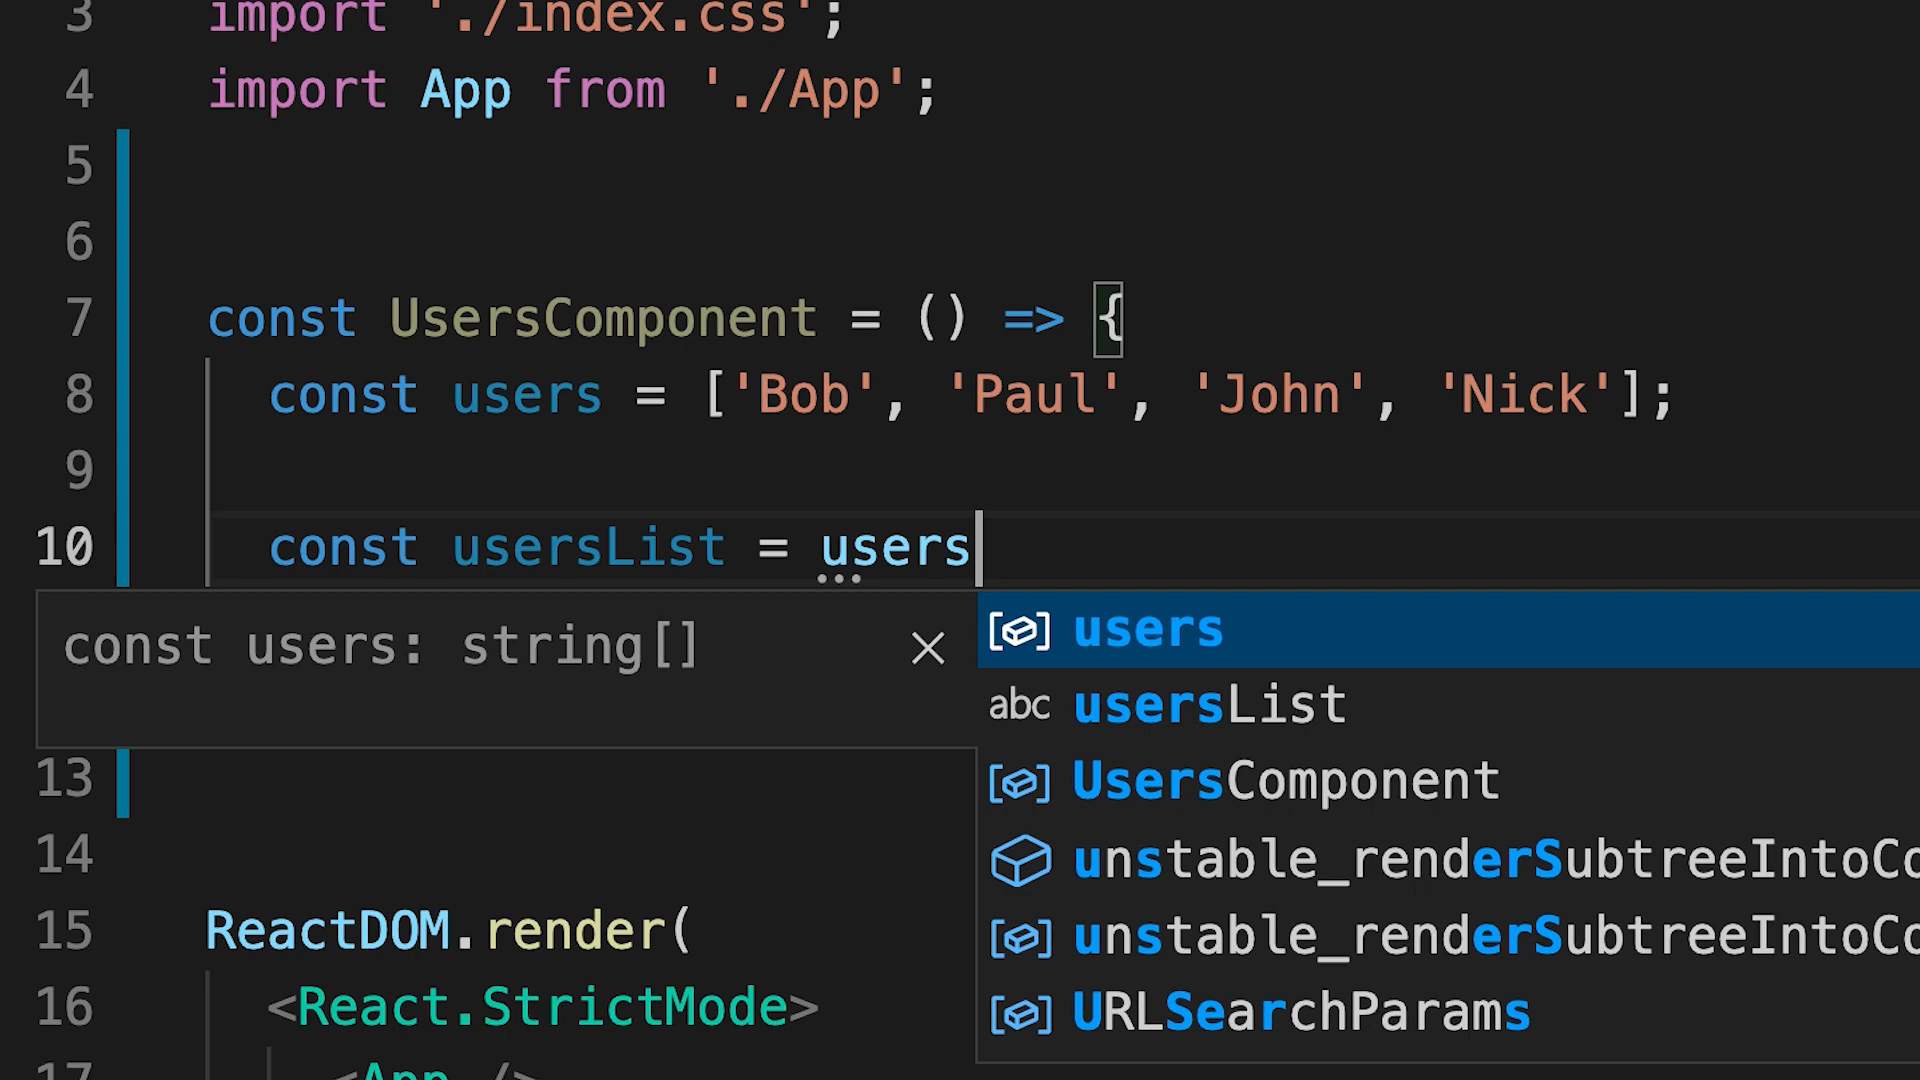 3 import './index.css';
4 import App from './App';
5
6
7 const UsersComponent = () => {
8 const users = ['Bob', 'Paul', 'John', 'Nick'];
9
10 const usersList = users
const users: string[]
users
abc usersList
UsersComponent
unstable_renderSubtreeIntoCo
unstable_renderSubtreeIntoCo
URLSearchParams
13
14
15 ReactDOM.render(
16 <React.StrictMode>
17 <App />